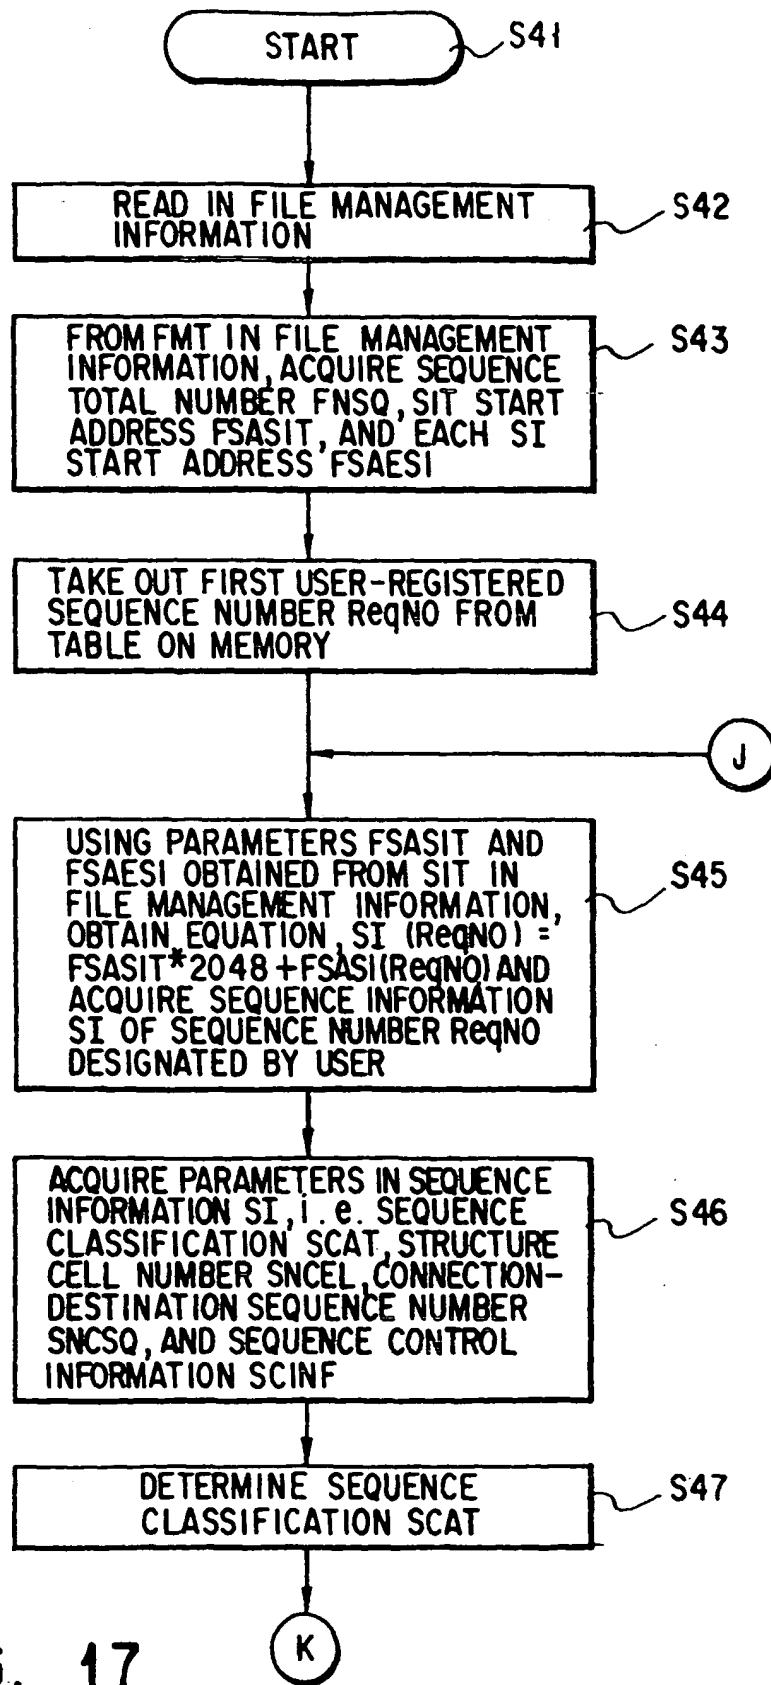 START
S41
READ IN FILE MANAGEMENT
INFORMATION
S42
FROM FMT IN FILE MANAGEMENT
INFORMATION, ACQUIRE SEQUENCE
TOTAL NUMBER FNSQ, SIT START
ADDRESS FSASIT, AND EACH SI
START ADDRESS FSAESI
S43
TAKE OUT FIRST USER-REGISTERED
SEQUENCE NUMBER ReqNO FROM
TABLE ON MEMORY
S44
J
USING PARAMETERS FSASIT AND
FSAESI OBTAINED FROM SIT IN
FILE MANAGEMENT INFORMATION,
OBTAIN EQUATION, SI (ReqNO) =
FSASIT*2048+FSASI(ReqNO) AND
ACQUIRE SEQUENCE INFORMATION
SI OF SEQUENCE NUMBER ReqNO
DESIGNATED BY USER
S45
ACQUIRE PARAMETERS IN SEQUENCE
INFORMATION SI, i.e. SEQUENCE
CLASSIFICATION SCAT, STRUCTURE
CELL NUMBER SNCEL, CONNECTION-
DESTINATION SEQUENCE NUMBER
SNCSQ, AND SEQUENCE CONTROL
INFORMATION SCINF
S46
DETERMINE SEQUENCE
CLASSIFICATION SCAT
S47
K
17